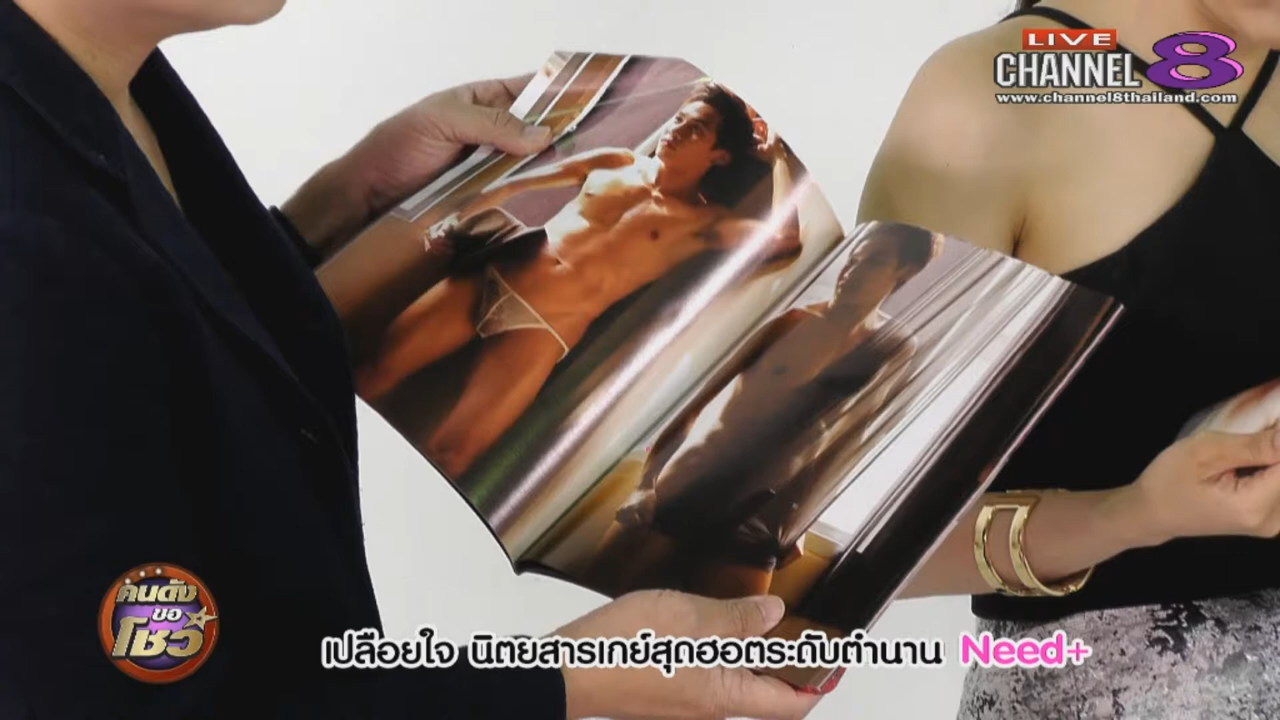 LIVE
CHANNEL 8
www.channel8thailand.com
คนดัง
ขอ
โชว์
เปลือยใจ นิตยสารเกย์สุดฮอตระดับตำนาน Need+